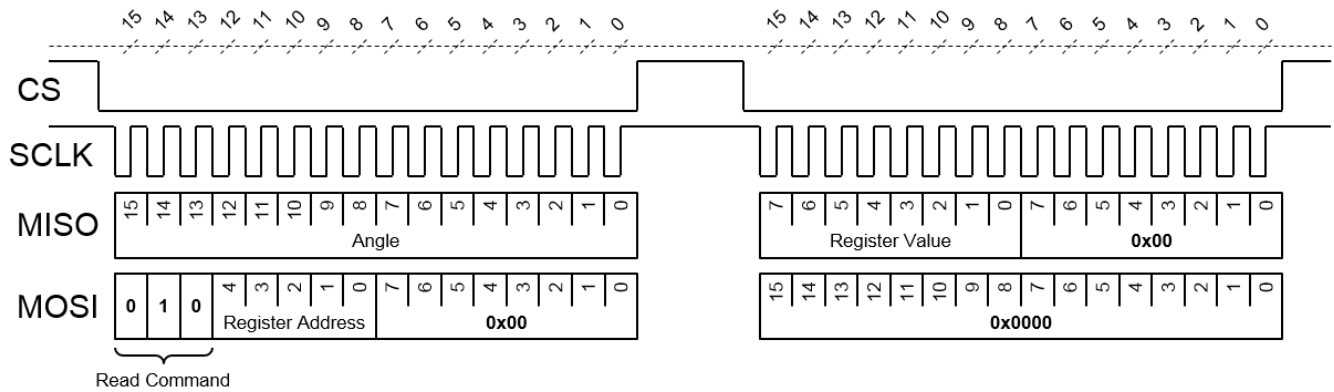 15 14 13 12 11 10 9 8 7 6 5 4 3 2 1 0 15 14 13 12 11 10 9 8 7 6 5 4 3 2 1 0
CS
SCLK
MISO 15 14 13 12 11 10 9 8 7 6 5 4 3 2 1 0 7 6 5 4 3 2 1 0 7 6 5 4 3 2 1 0
Angle Register Value 0x00
MOSI 0 1 0 4 3 2 1 0 7 6 5 4 3 2 1 0 15 14 13 12 11 10 9 8 7 6 5 4 3 2 1 0
Register Address 0x00 0x0000
Read Command